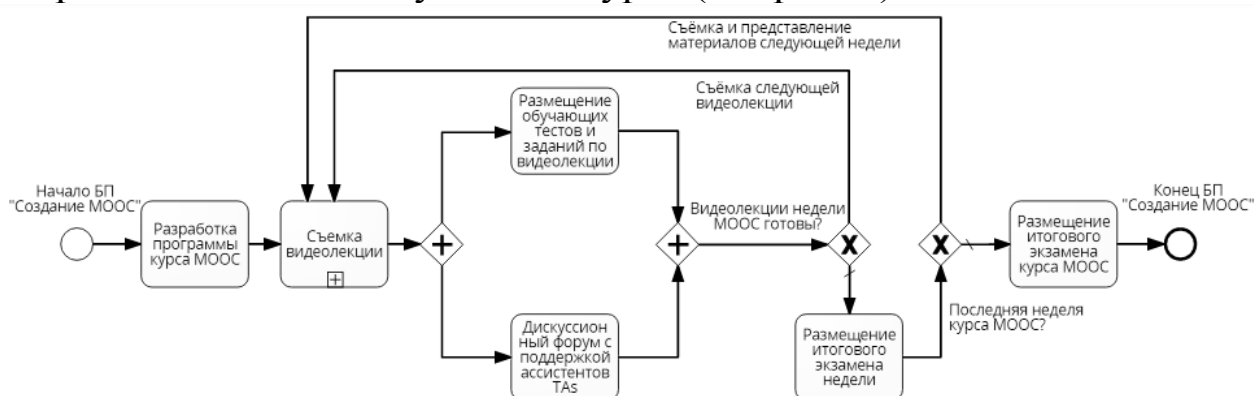 Съёмка и представление
материалов следующей недели
Съёмка следующей
видеолекции
Размещение
обучающих
тестов и
заданий по
видеолекции
Начало БП
"Создание МООС"
Разработка
программы
курса МООС
Съемка
видеолекции
Видеолекции недели
МООС готовы?
Конец БП
"Создание МООС"
Размещение
итогового
экзамена
курса МООС
Дискуссион
ный форум с
поддержкой
ассистентов
TAs
Размещение
итогового
экзамена
недели
Последняя неделя
курса МООС?